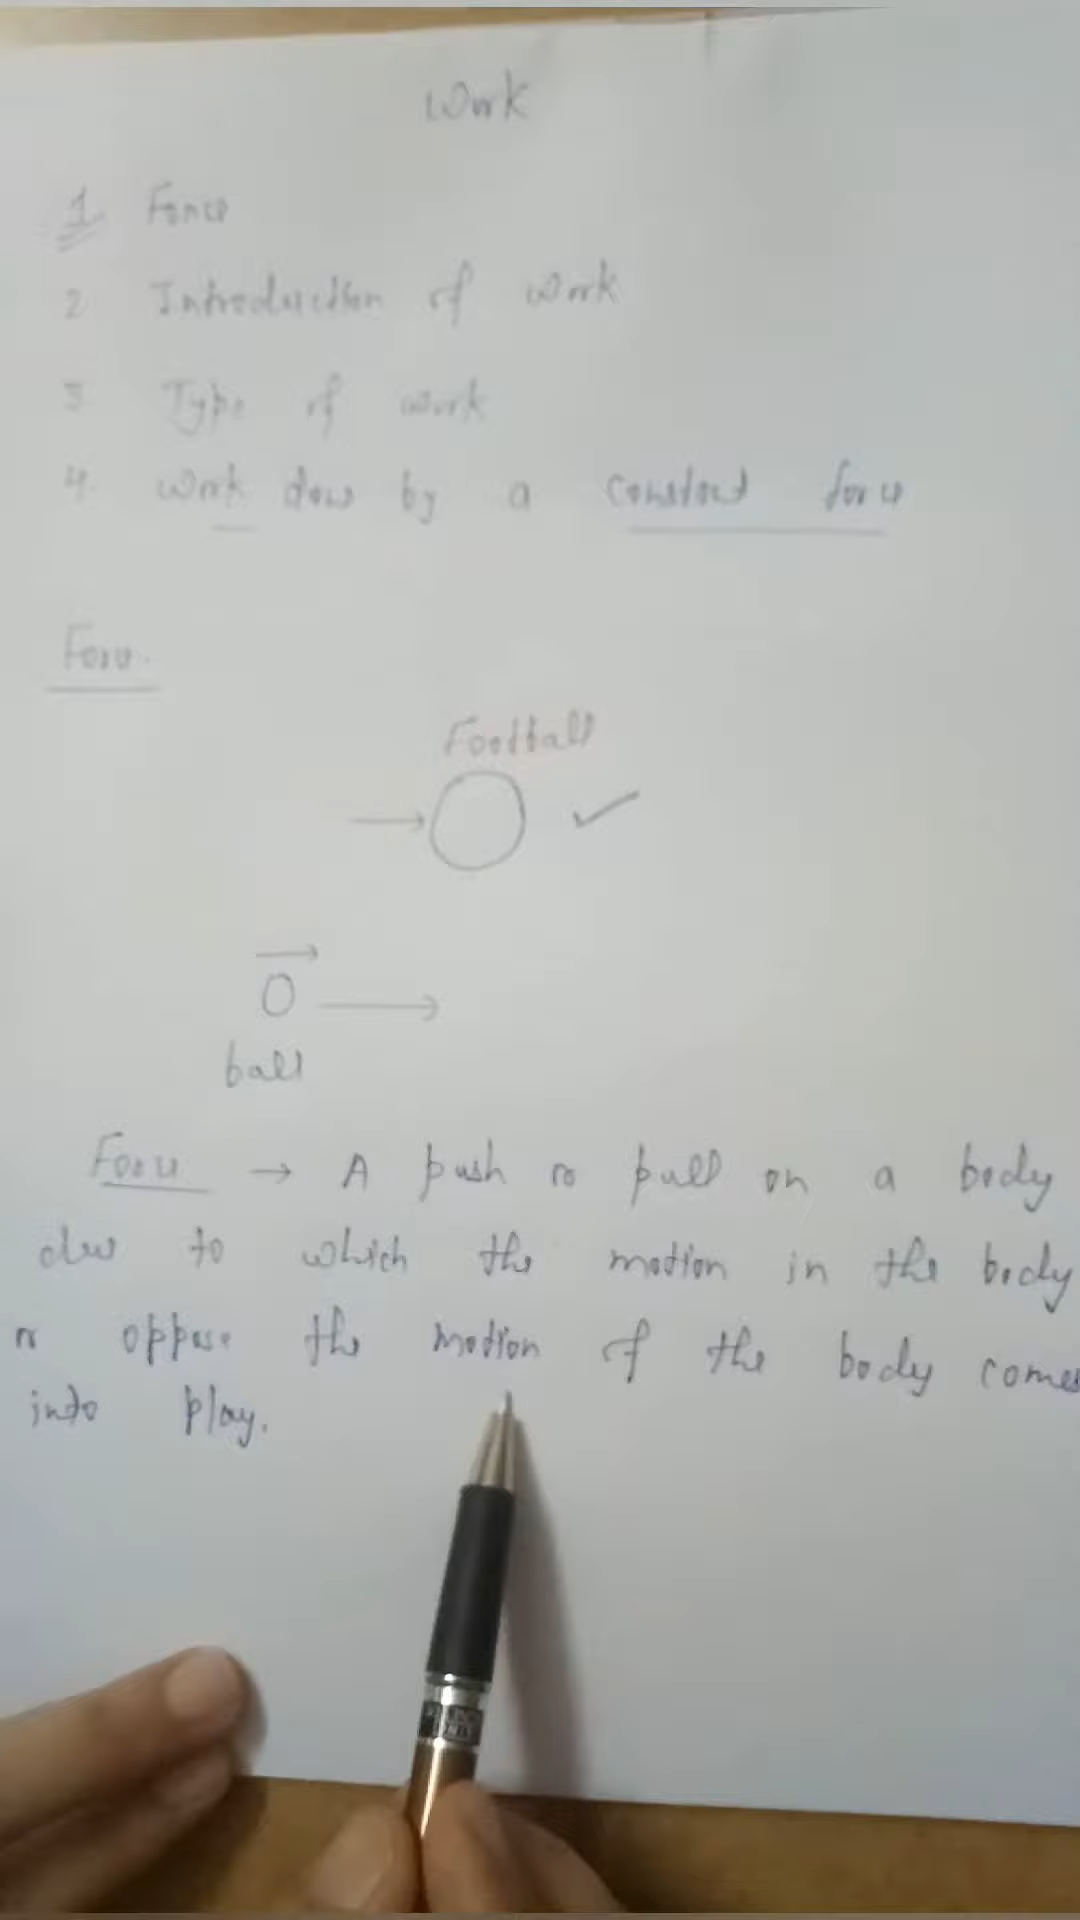 Work
1. Force
2. Introduction of work
3. Type of work
4. work done by a constant force
Force.
Football
ball
Force → A push or pull on a body
due to which the motion in the body
or oppose the motion of the body comes
into play.